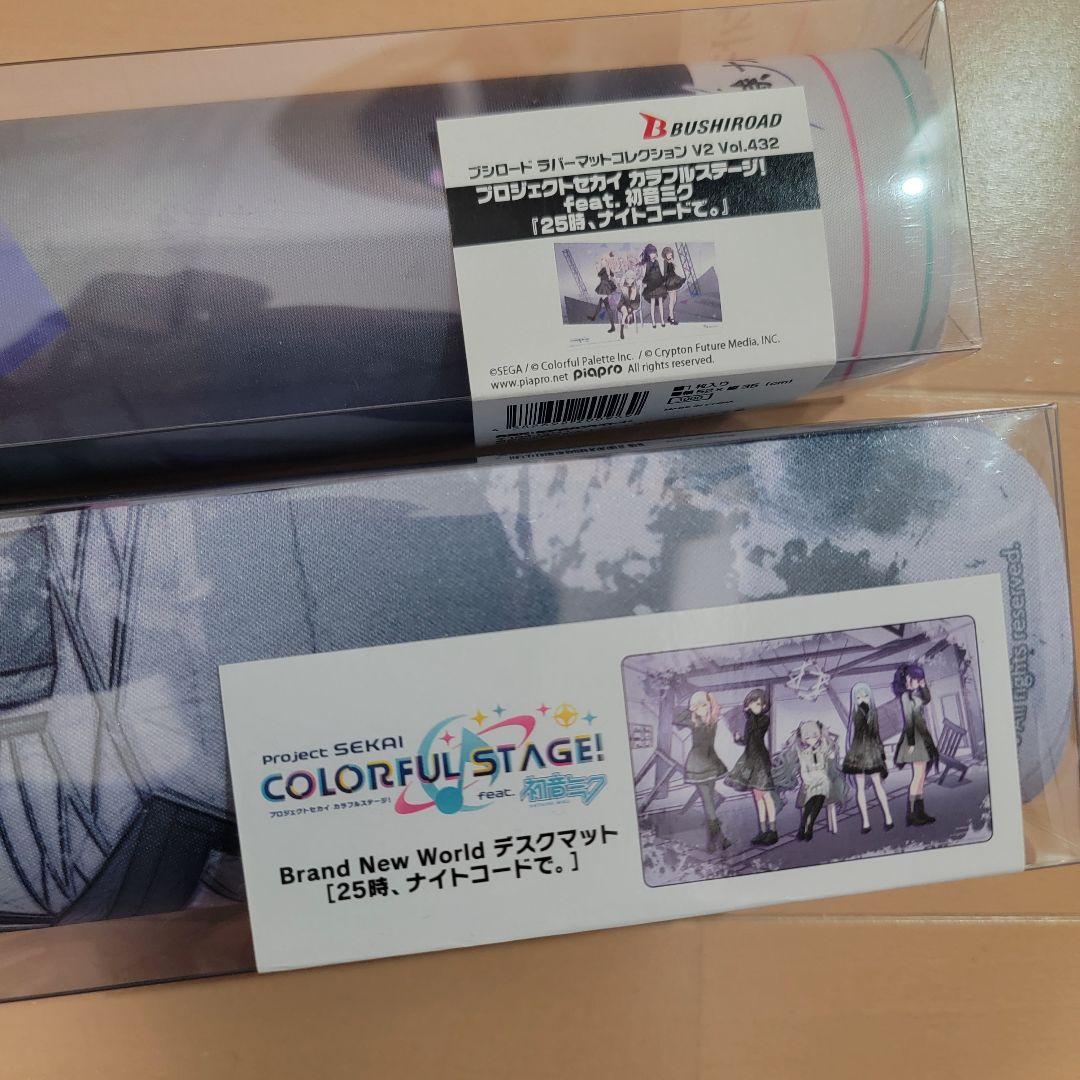 BUSHIROAD
ブシロード ラバーマットコレクション V2 Vol.432
プロジェクトセカイ カラフルステージ!
feat. 初音ミク
『25時、ナイトコードで。』
©SEGA / © Colorful Palette Inc. / © Crypton Future Media, INC.
www.piapro.net piapro All rights reserved.
1枚入り
All rights reserved.
Project SEKAI
COLORFUL STAGE!
プロジェクトセカイ カラフルステージ!
feat. 初音ミク
HATSUNE MIKU
Brand New World デスクマット
[25時、ナイトコードで。]